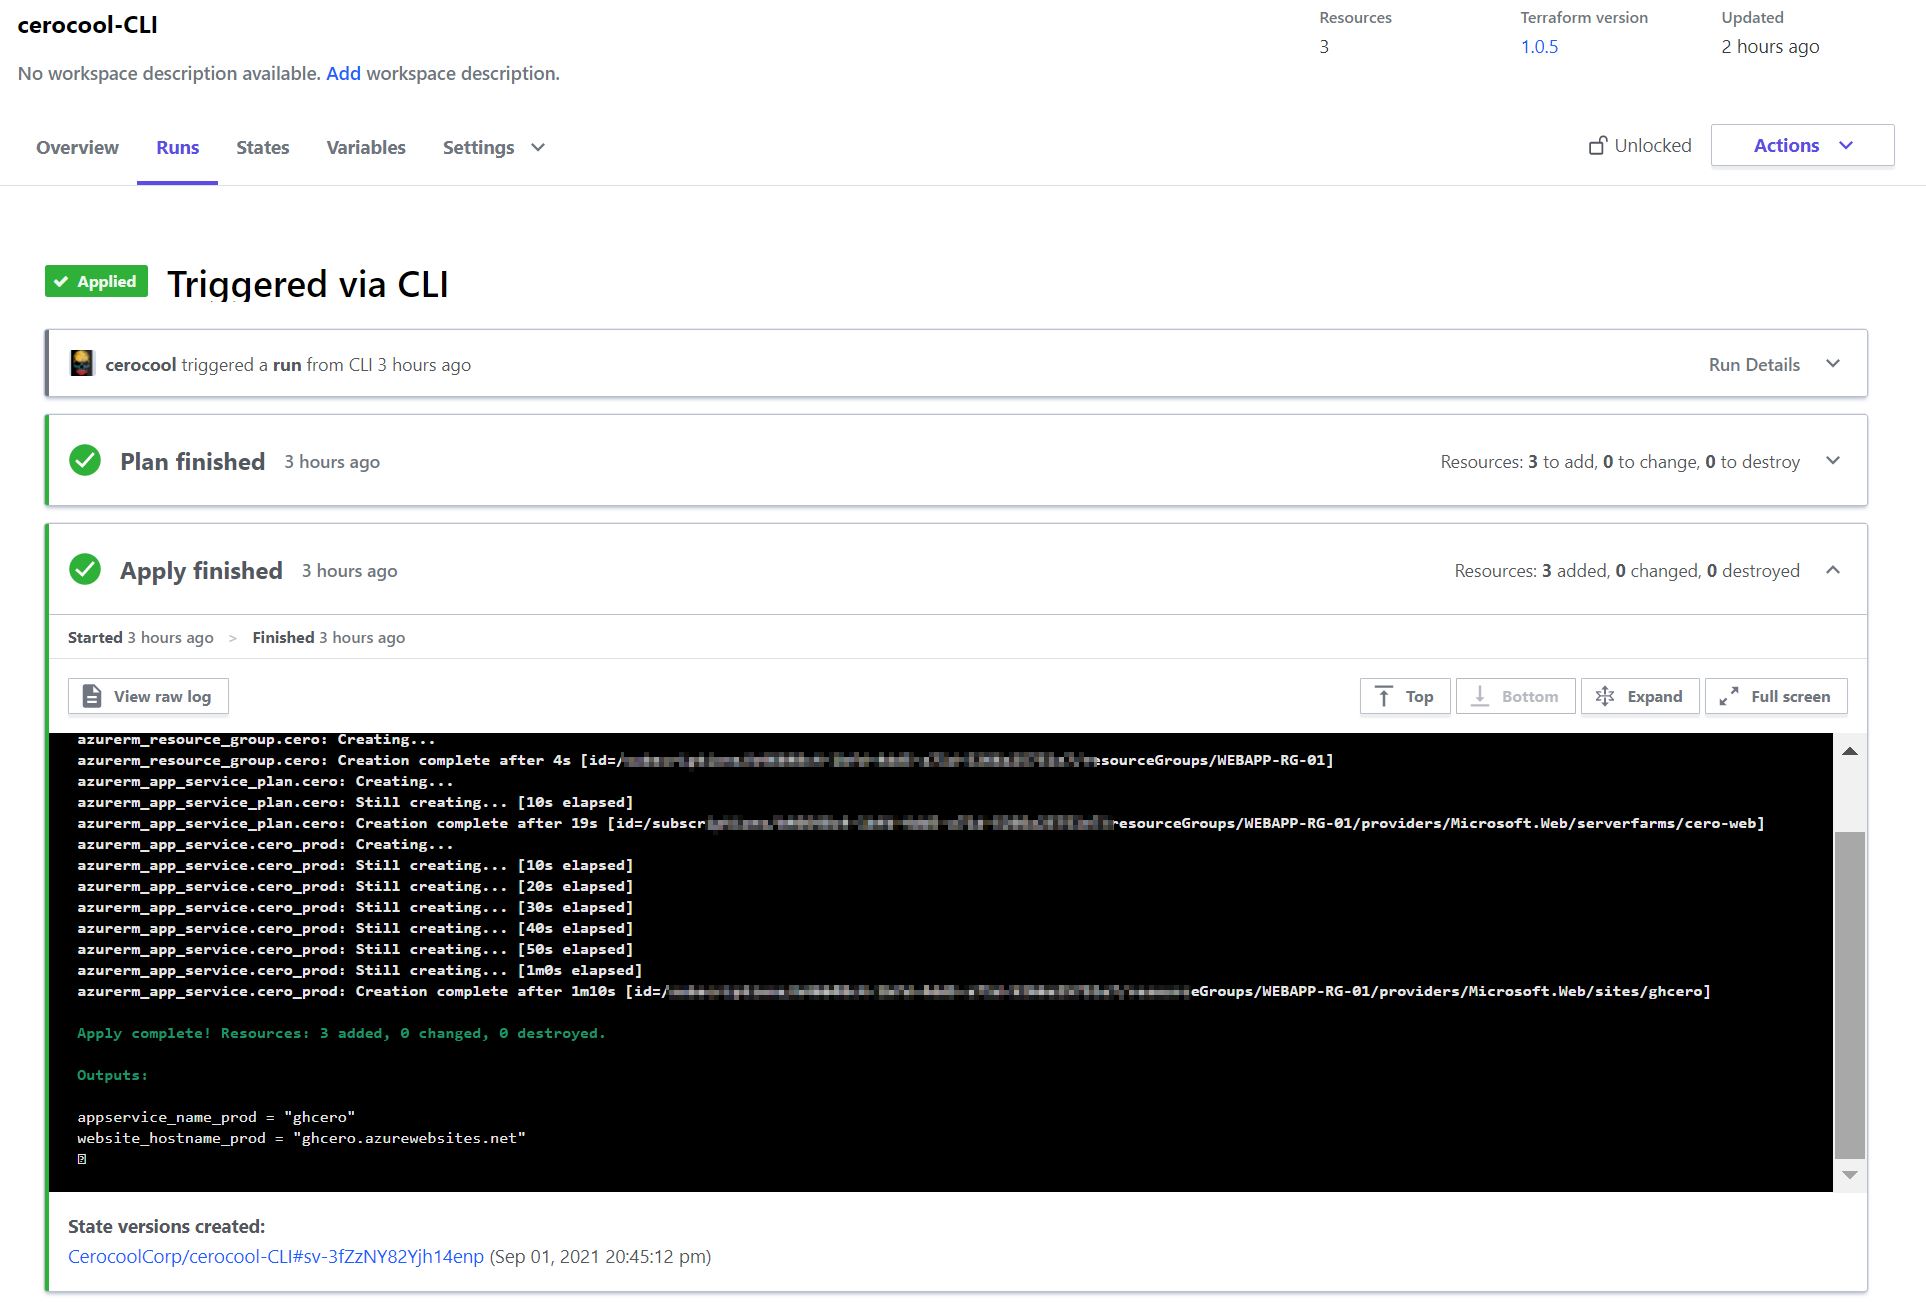 cerocool-CLI
Resources
Terraform version
Updated
3
1.0.5
2 hours ago
No workspace description available. Add workspace description.
Overview
Runs
States
Variables
Settings
Unlocked
Actions
Applied
Triggered via CLI
cerocool triggered a run from CLI 3 hours ago
Run Details
Plan finished
3 hours ago
Resources: 3 to add, 0 to change, 0 to destroy
Apply finished
3 hours ago
Resources: 3 added, 0 changed, 0 destroyed
Started 3 hours ago > Finished 3 hours ago
View raw log
Top
Bottom
Expand
Full screen
azurerm_resource_group.cero: Creating...
azurerm_resource_group.cero: Creation complete after 4s [id=/ esourceGroups/WEBAPP-RG-01]
azurerm_app_service_plan.cero: Creating...
azurerm_app_service_plan.cero: Still creating... [10s elapsed]
azurerm_app_service_plan.cero: Creation complete after 19s [id=/subscr resourceGroups/WEBAPP-RG-01/providers/Microsoft.Web/serverfarms/cero-web]
azurerm_app_service.cero_prod: Creating...
azurerm_app_service.cero_prod: Still creating... [10s elapsed]
azurerm_app_service.cero_prod: Still creating... [20s elapsed]
azurerm_app_service.cero_prod: Still creating... [30s elapsed]
azurerm_app_service.cero_prod: Still creating... [40s elapsed]
azurerm_app_service.cero_prod: Still creating... [50s elapsed]
azurerm_app_service.cero_prod: Still creating... [1m0s elapsed]
azurerm_app_service.cero_prod: Creation complete after 1m10s [id=/ eGroups/WEBAPP-RG-01/providers/Microsoft.Web/sites/ghcero]
Apply complete! Resources: 3 added, 0 changed, 0 destroyed.
Outputs:
appservice_name_prod = "ghcero"
website_hostname_prod = "ghcero.azurewebsites.net"
State versions created:
CerocoolCorp/cerocool-CLI#sv-3fZzNY82Yjh14enp (Sep 01, 2021 20:45:12 pm)